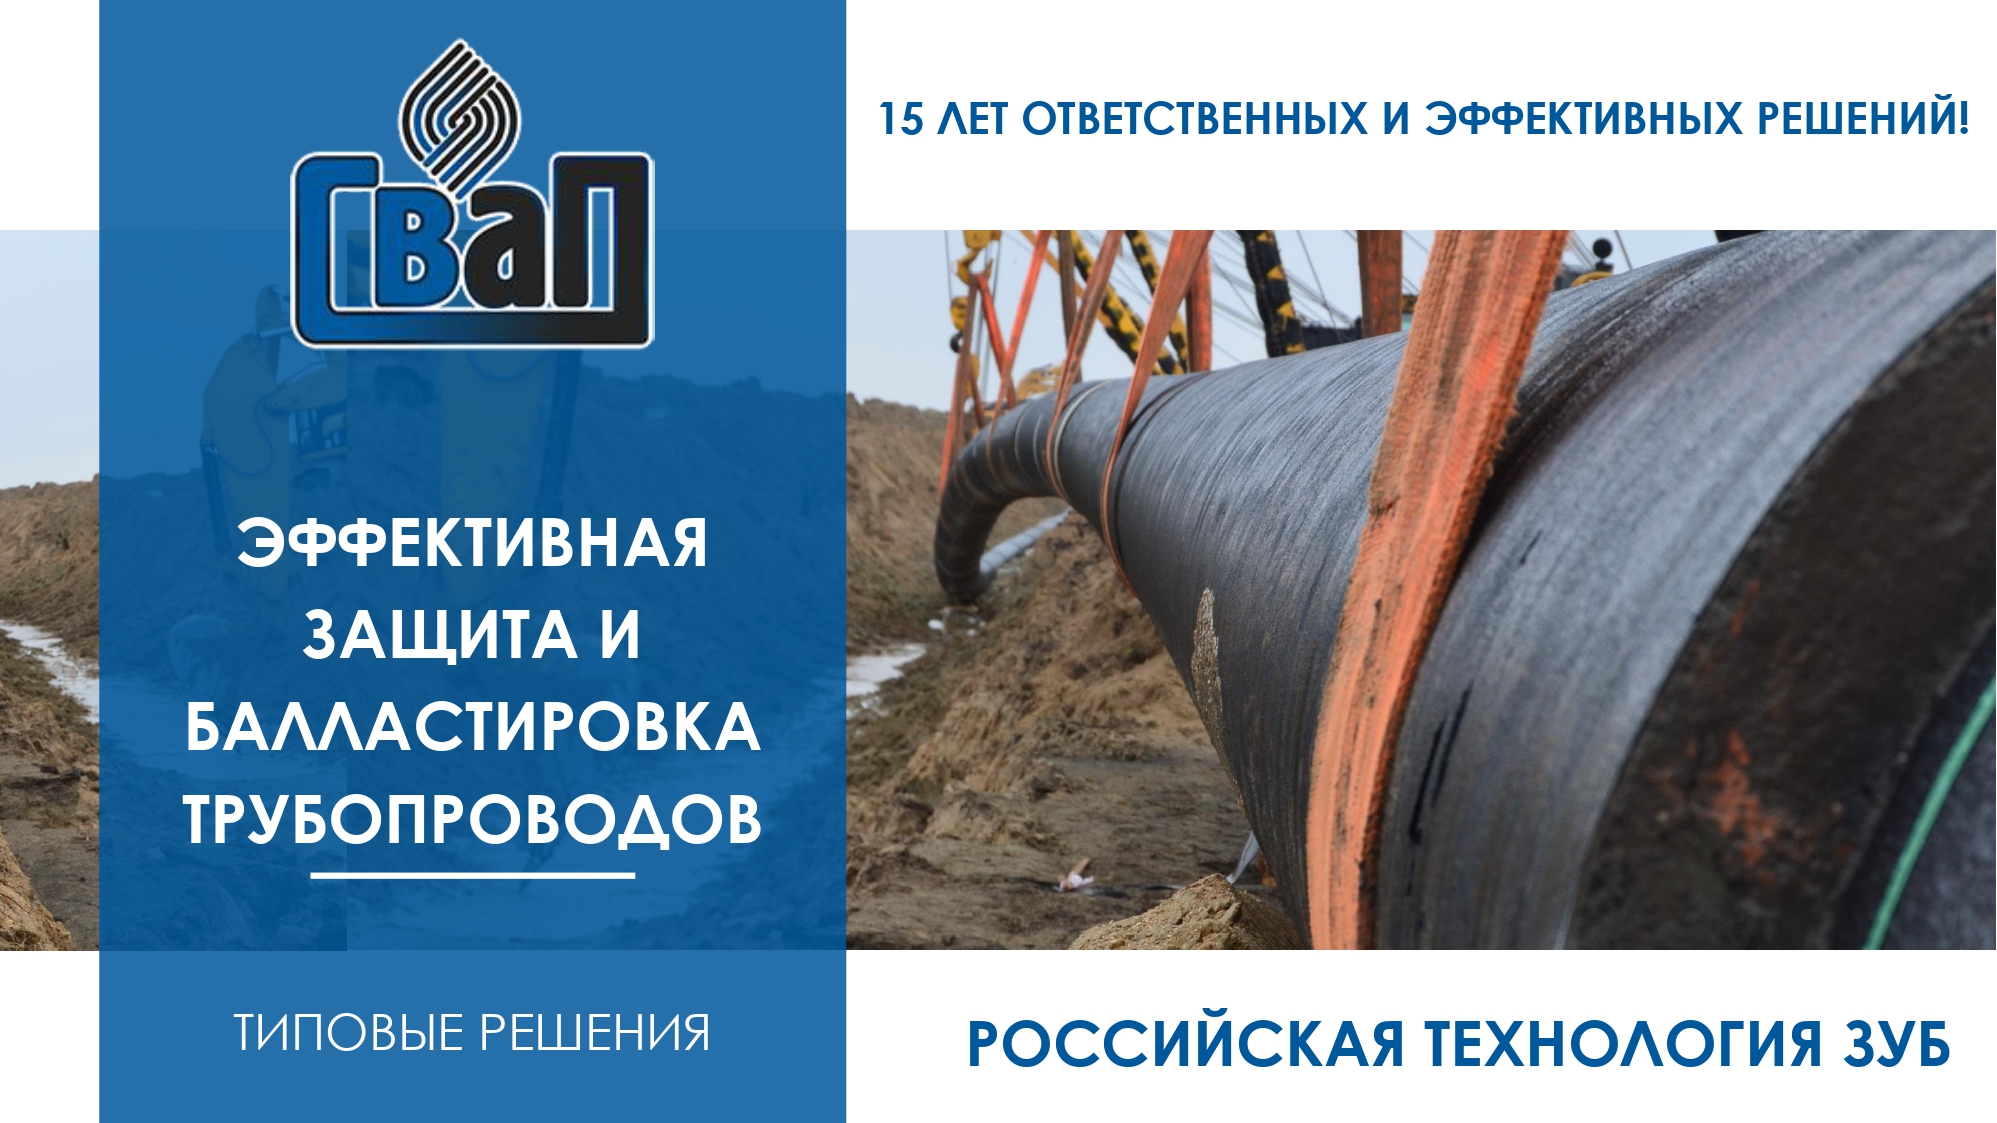 СВаП
15 ЛЕТ ОТВЕТСТВЕННЫХ И ЭФФЕКТИВНЫХ РЕШЕНИЙ!
ЭФФЕКТИВНАЯ
ЗАЩИТА И
БАЛЛАСТИРОВКА
ТРУБОПРОВОДОВ
ТИПОВЫЕ РЕШЕНИЯ
РОССИЙСКАЯ ТЕХНОЛОГИЯ ЗУБ